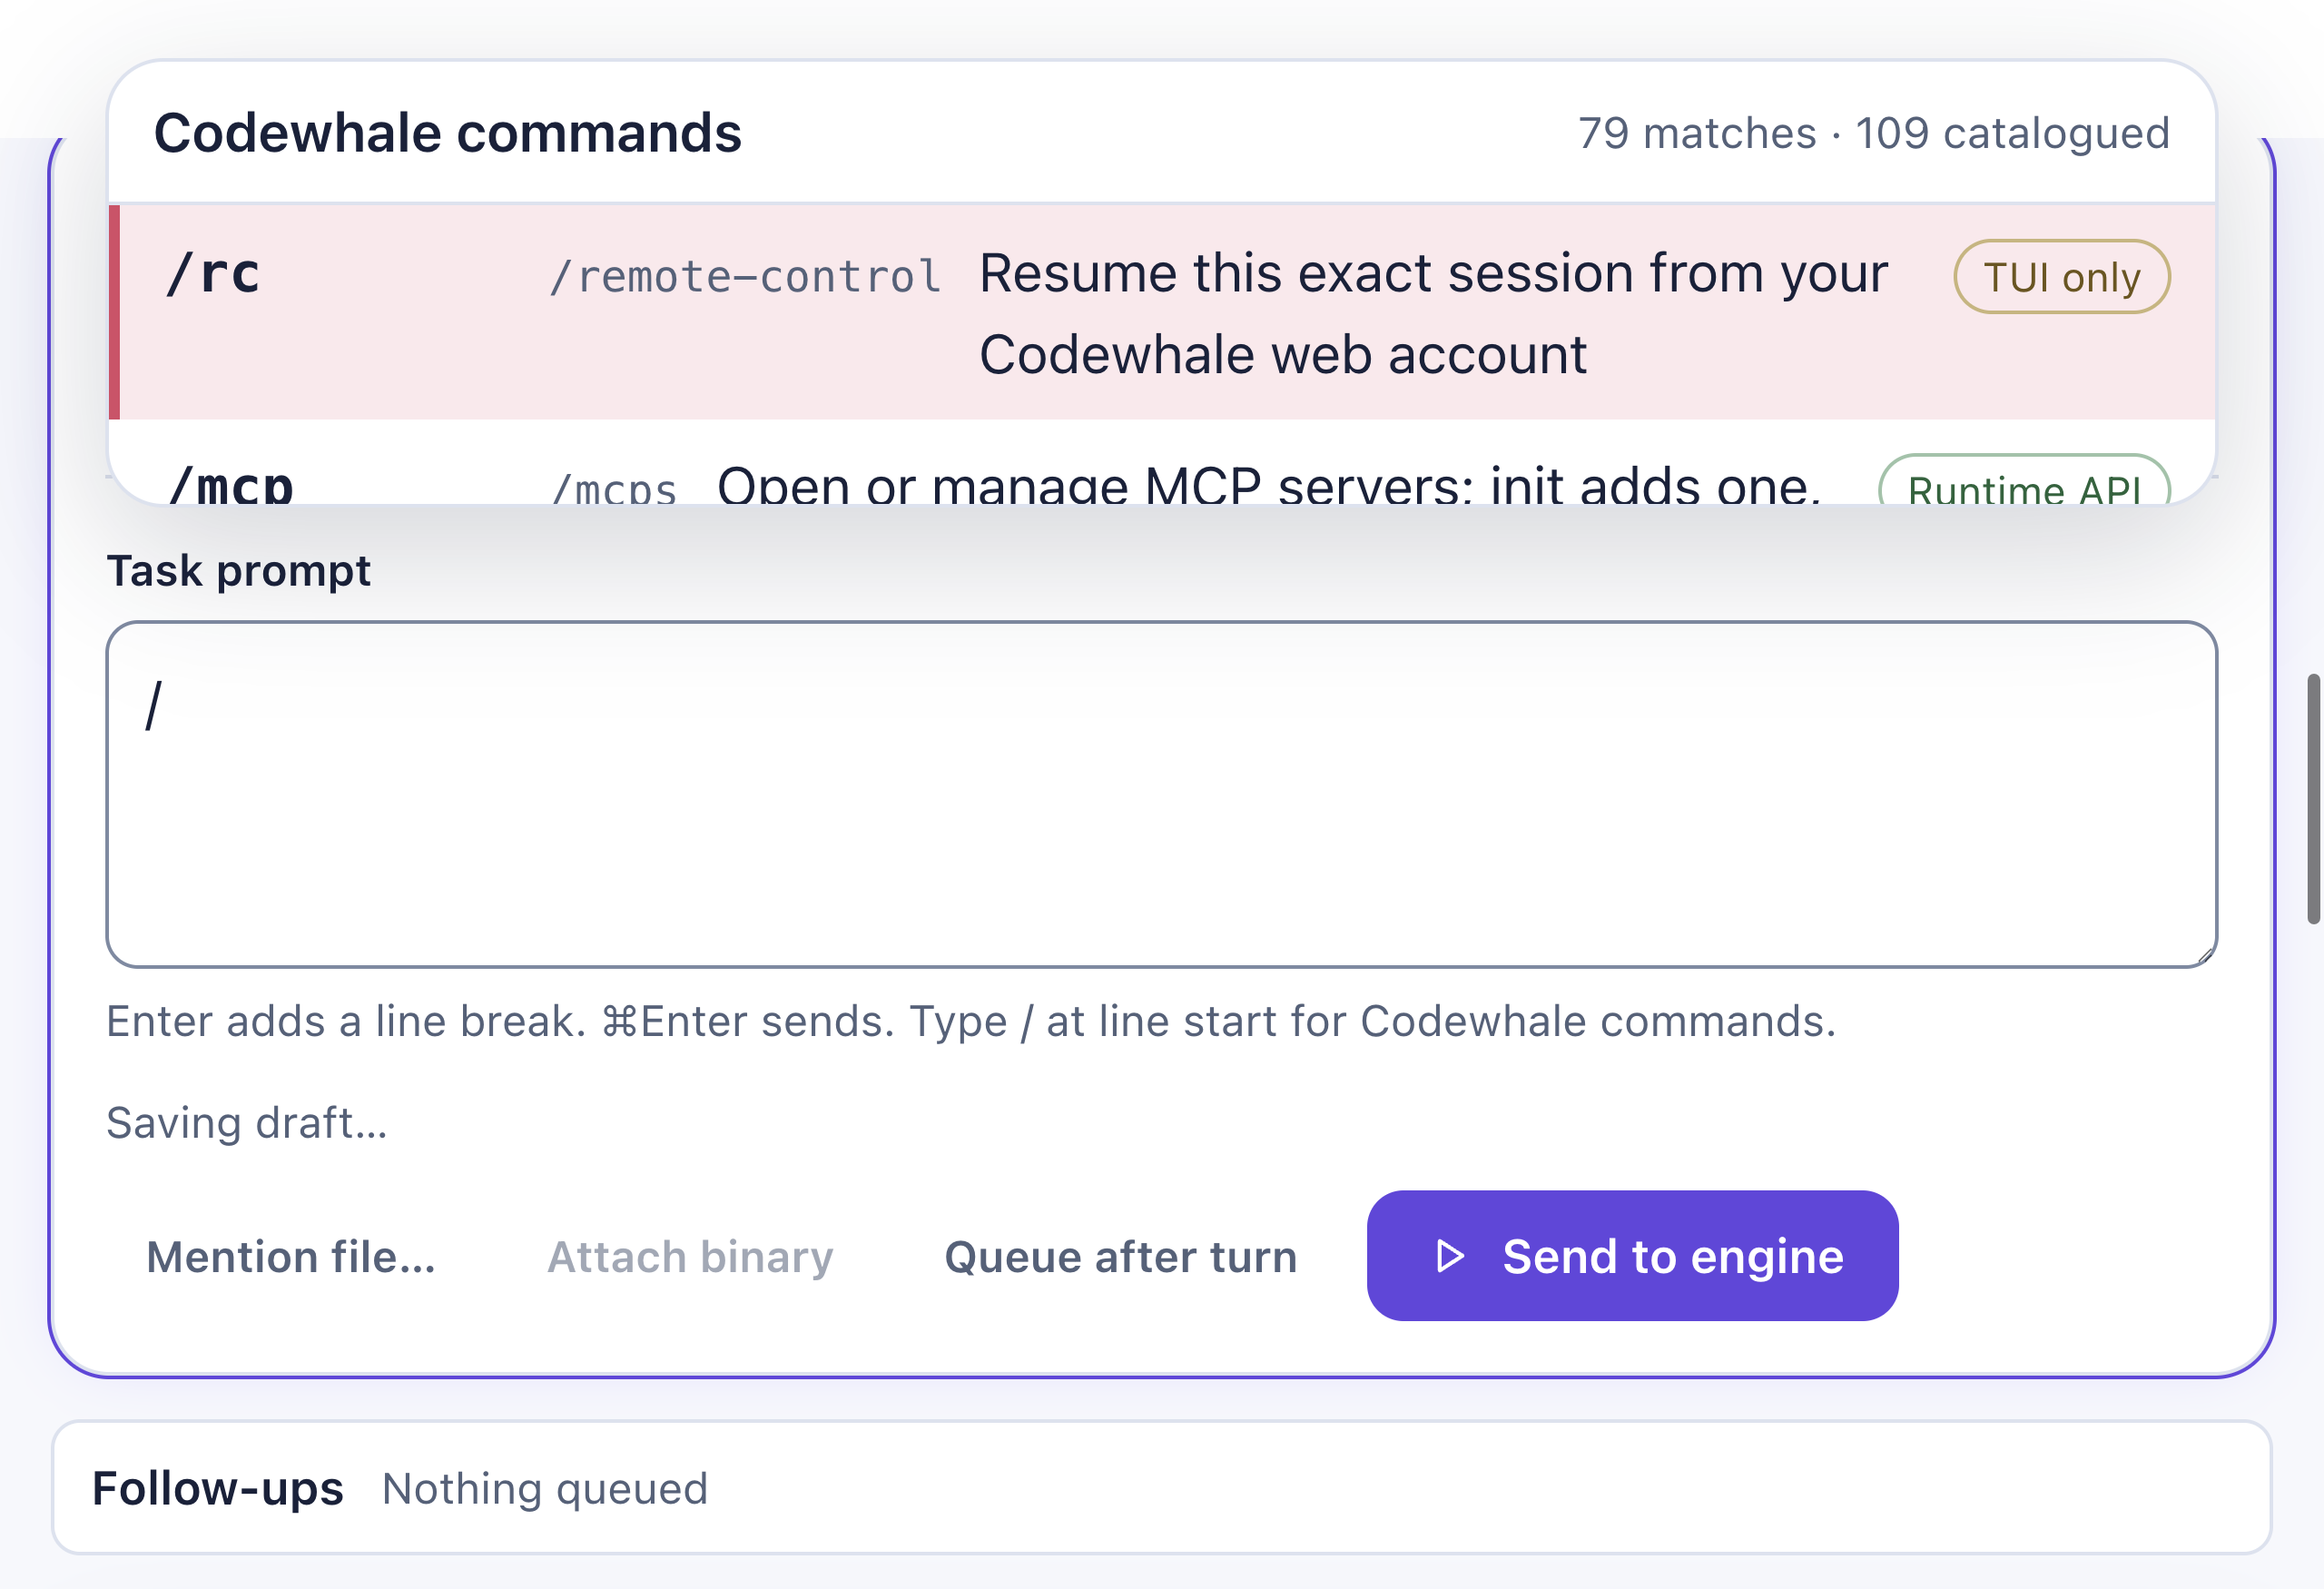 Codewhale commands
79 matches · 109 catalogued
/rc /remote-control Resume this exact session from your TUI only
Codewhale web account
/mcp /mcps Open or manage MCP servers; init adds one, Runtime API
Task prompt
/
Enter adds a line break. ⌘Enter sends. Type / at line start for Codewhale commands.
Saving draft...
Mention file... Attach binary Queue after turn Send to engine
Follow-ups Nothing queued